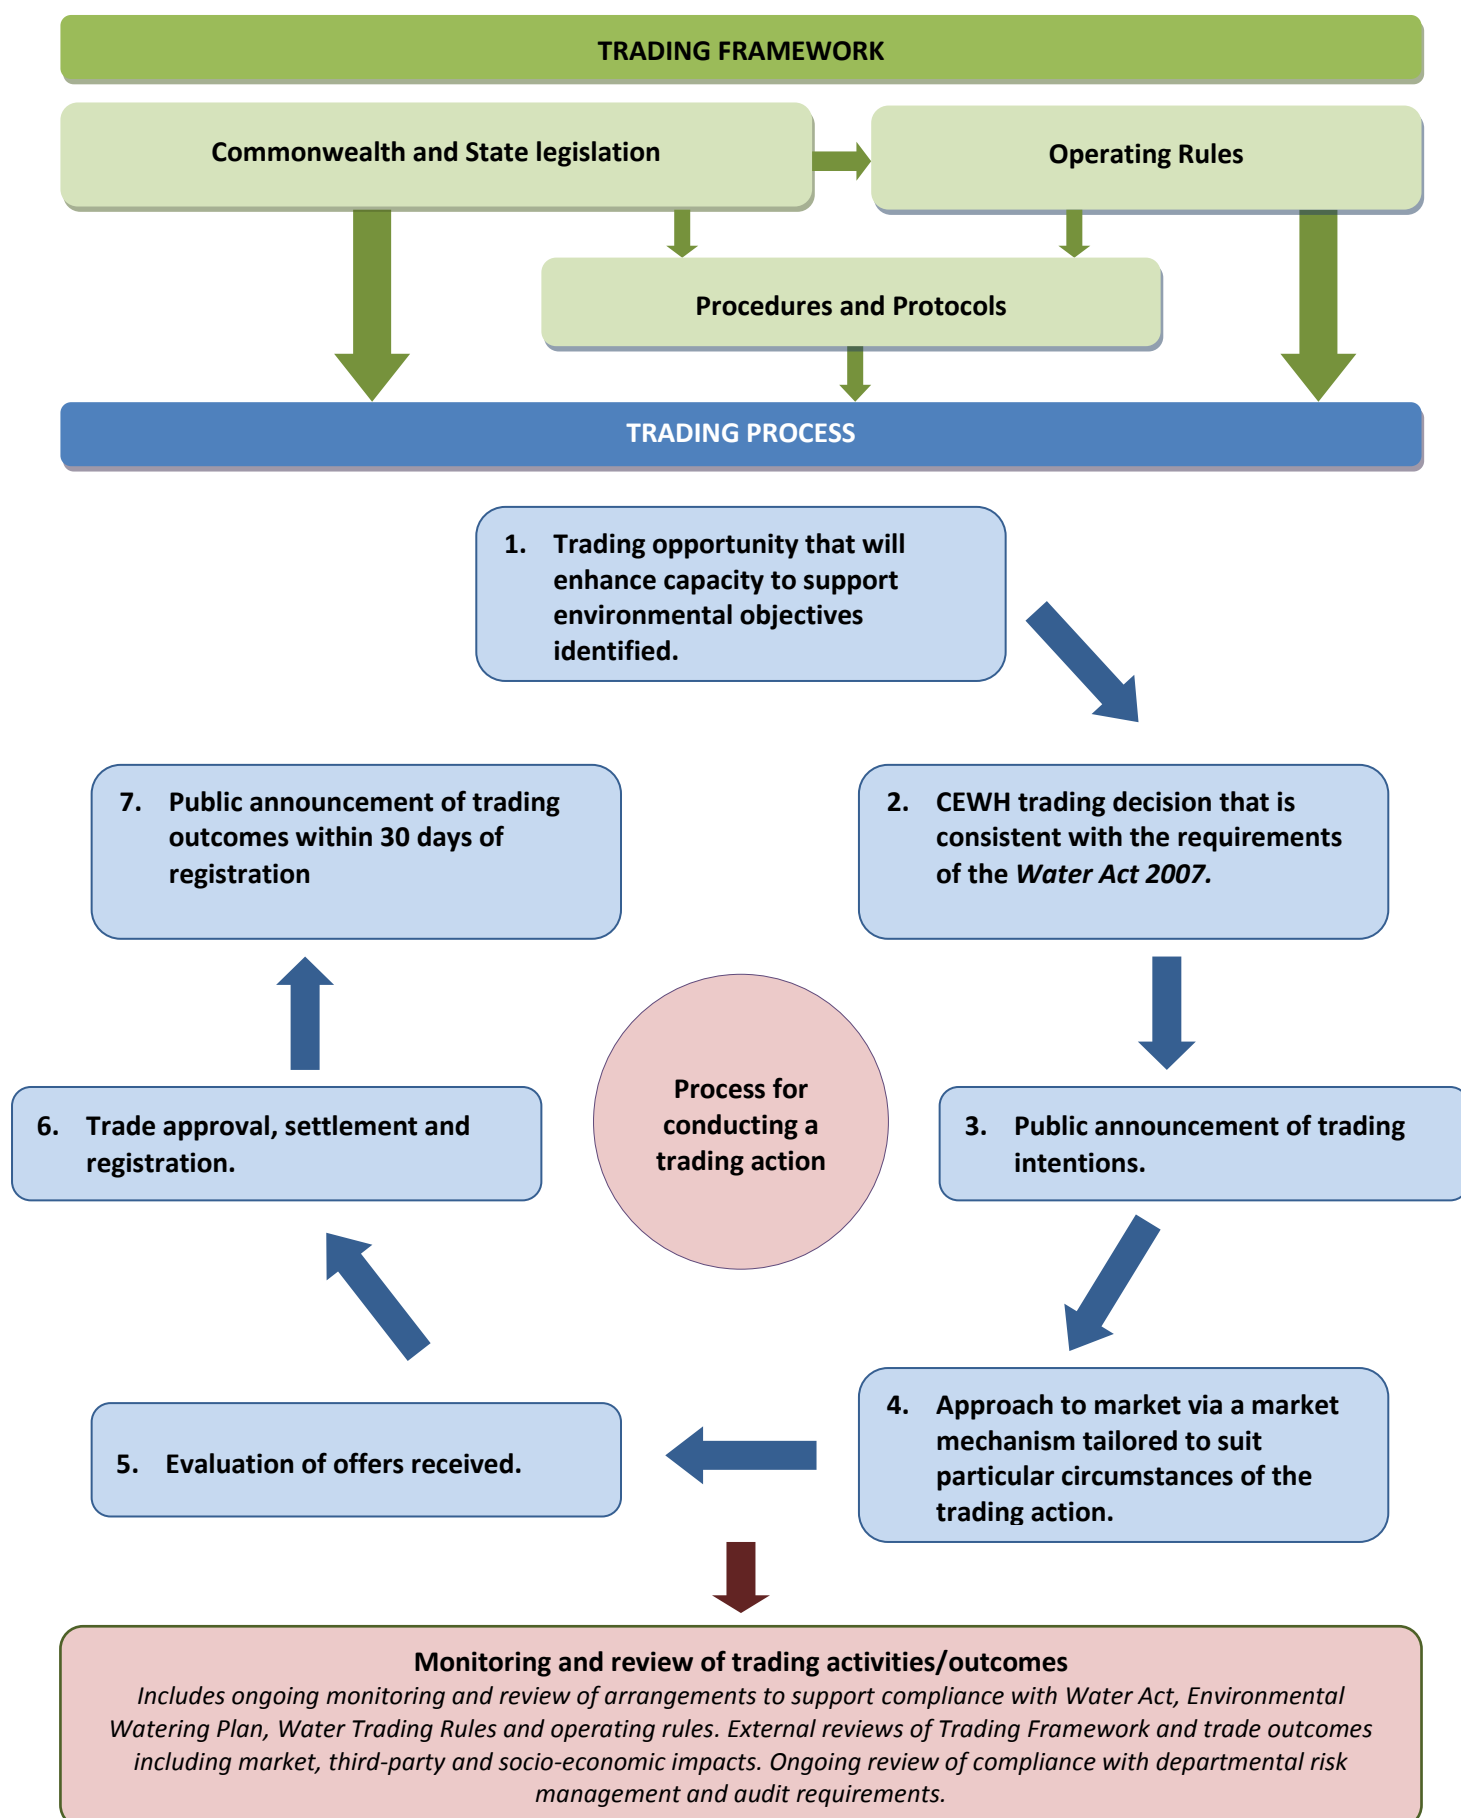 TRADING FRAMEWORK
Commonwealth and State legislation
Operating Rules
Procedures and Protocols
TRADING PROCESS
1. Trading opportunity that will
enhance capacity to support
environmental objectives
identified.
2. CEWH trading decision that is
consistent with the requirements
of the Water Act 2007.
3. Public announcement of trading
intentions.
4. Approach to market via a market
mechanism tailored to suit
particular circumstances of the
trading action.
5. Evaluation of offers received.
6. Trade approval, settlement and
registration.
7. Public announcement of trading
outcomes within 30 days of
registration
Process for
conducting a
trading action
Monitoring and review of trading activities/outcomes
Includes ongoing monitoring and review of arrangements to support compliance with Water Act, Environmental
Watering Plan, Water Trading Rules and operating rules. External reviews of Trading Framework and trade outcomes
including market, third-party and socio-economic impacts. Ongoing review of compliance with departmental risk
management and audit requirements.